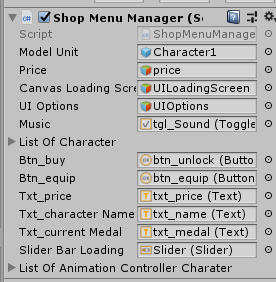 Shop Menu Manager (Sc
Script ShopMenuManage
Model Unit Character1
Price price
Canvas Loading Scre UILoadingScreen
UI Options UIOptions
Music tgl_Sound (Toggle
List Of Character
Btn_buy btn_unlock (Butto
Btn_equip btn_equip (Button
Txt_price txt_price (Text)
Txt_character Name txt_name (Text)
Txt_current Medal txt_medal (Text)
Slider Bar Loading Slider (Slider)
List Of Animation Controller Charater